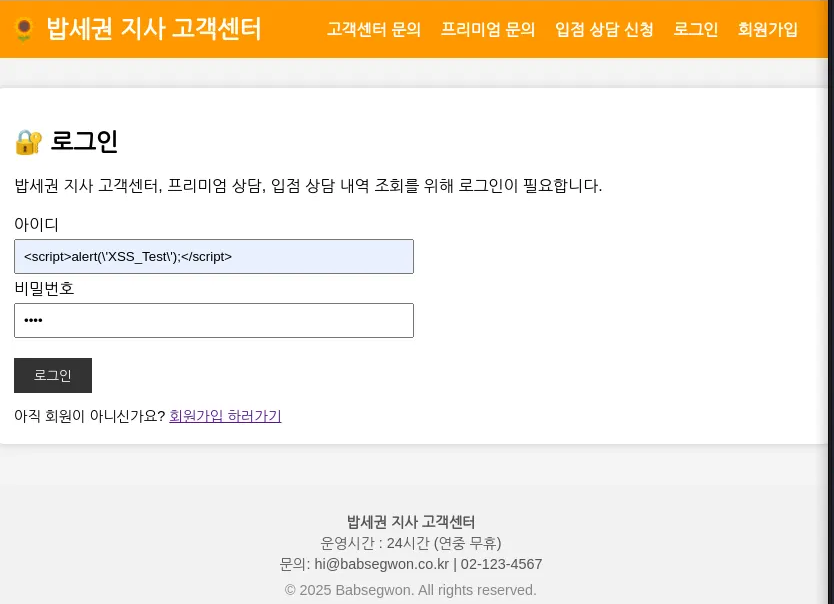 밥세권 지사 고객센터
고객센터 문의 프리미엄 문의 입점 상담 신청 로그인 회원가입
로그인
밥세권 지사 고객센터, 프리미엄 상담, 입점 상담 내역 조회를 위해 로그인이 필요합니다.
아이디
<script>alert(\'XSS_Test\');</script>
비밀번호
••••
로그인
아직 회원이 아니신가요? 회원가입 하러가기
밥세권 지사 고객센터
운영시간 : 24시간 (연중 무휴)
문의: hi@babsegwon.co.kr | 02-123-4567
© 2025 Babsegwon. All rights reserved.